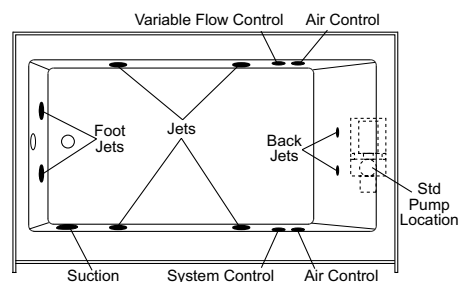 Variable Flow Control
Air Control
Foot
Jets
Jets
Back
Jets
Std
Pump
Location
Suction
System Control
Air Control